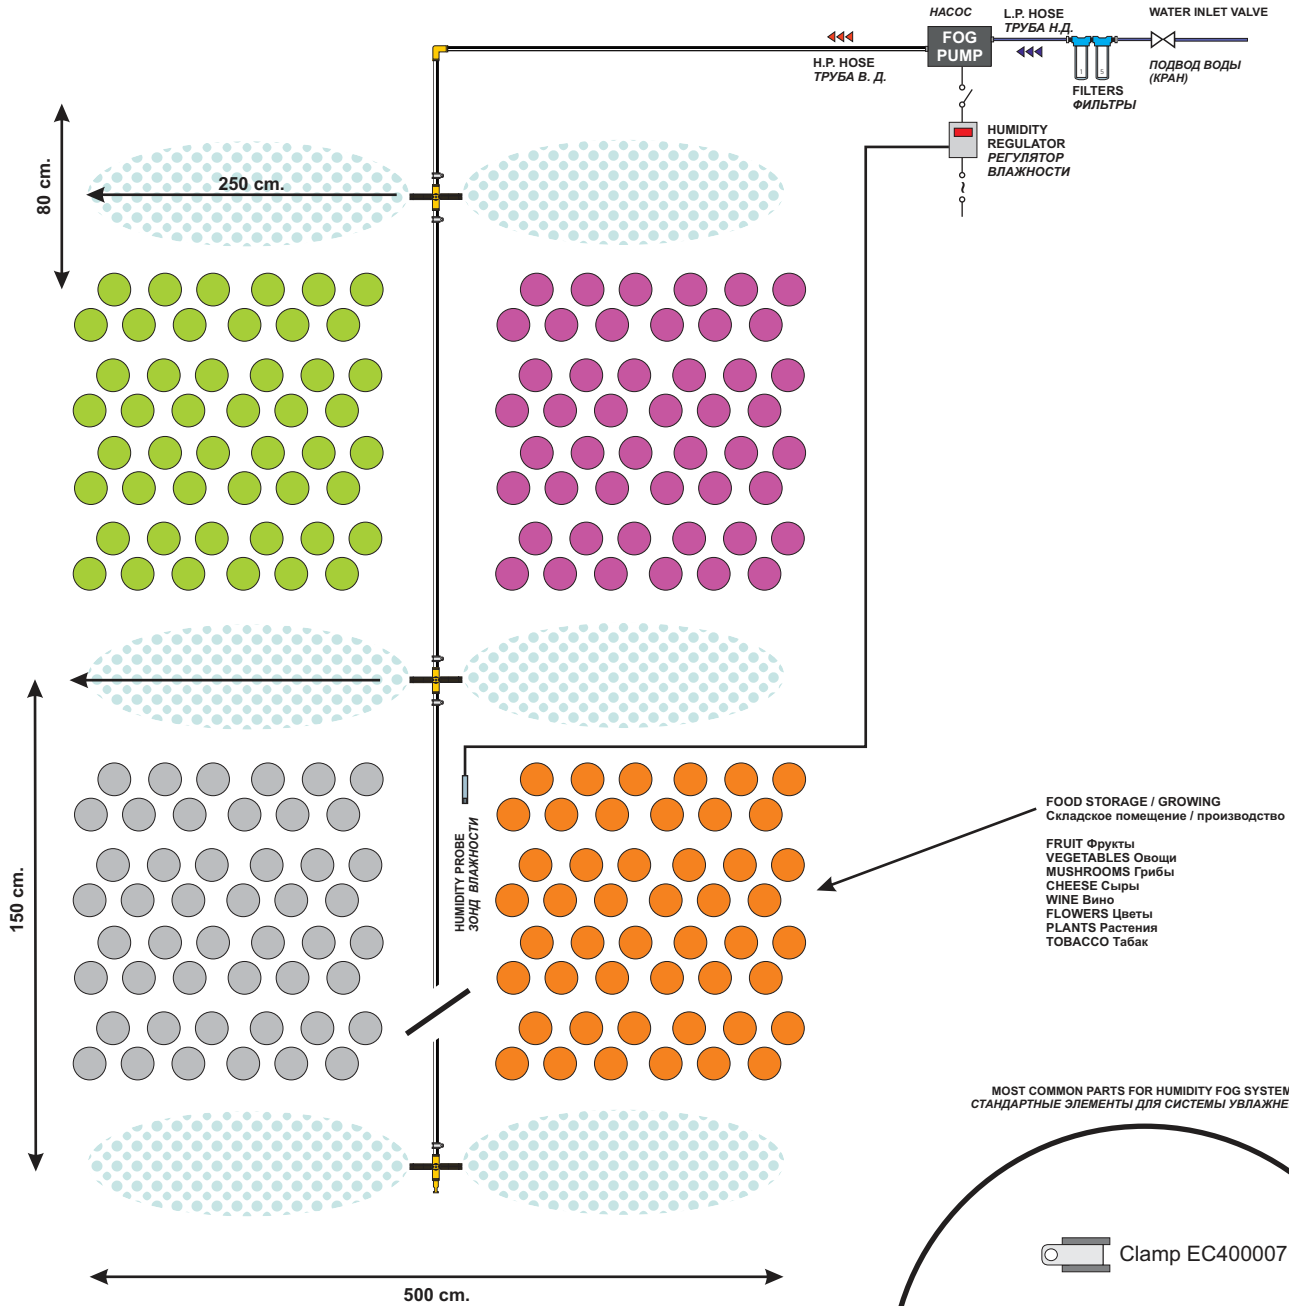 НАСОС
FOG
PUMP
L.P. HOSE
ТРУБА Н.Д.
WATER INLET VALVE
ПОДВОД ВОДЫ
(КРАН)
H.P. HOSE
ТРУБА В. Д.
1
5
FILTERS
ФИЛЬТРЫ
HUMIDITY
REGULATOR
РЕГУЛЯТОР
ВЛАЖНОСТИ
80 cm.
250 cm.
150 cm.
HUMIDITY PROBE
ЗОНД ВЛАЖНОСТИ
FOOD STORAGE / GROWING
Складское помещение / производство
FRUIT Фрукты
VEGETABLES Овощи
MUSHROOMS Грибы
CHEESE Сыры
WINE Вино
FLOWERS Цветы
PLANTS Растения
TOBACCO Табак
MOST COMMON PARTS FOR HUMIDITY FOG SYSTEM
СТАНДАРТНЫЕ ЭЛЕМЕНТЫ ДЛЯ СИСТЕМЫ УВЛАЖНЕ
Clamp EC400007
500 cm.